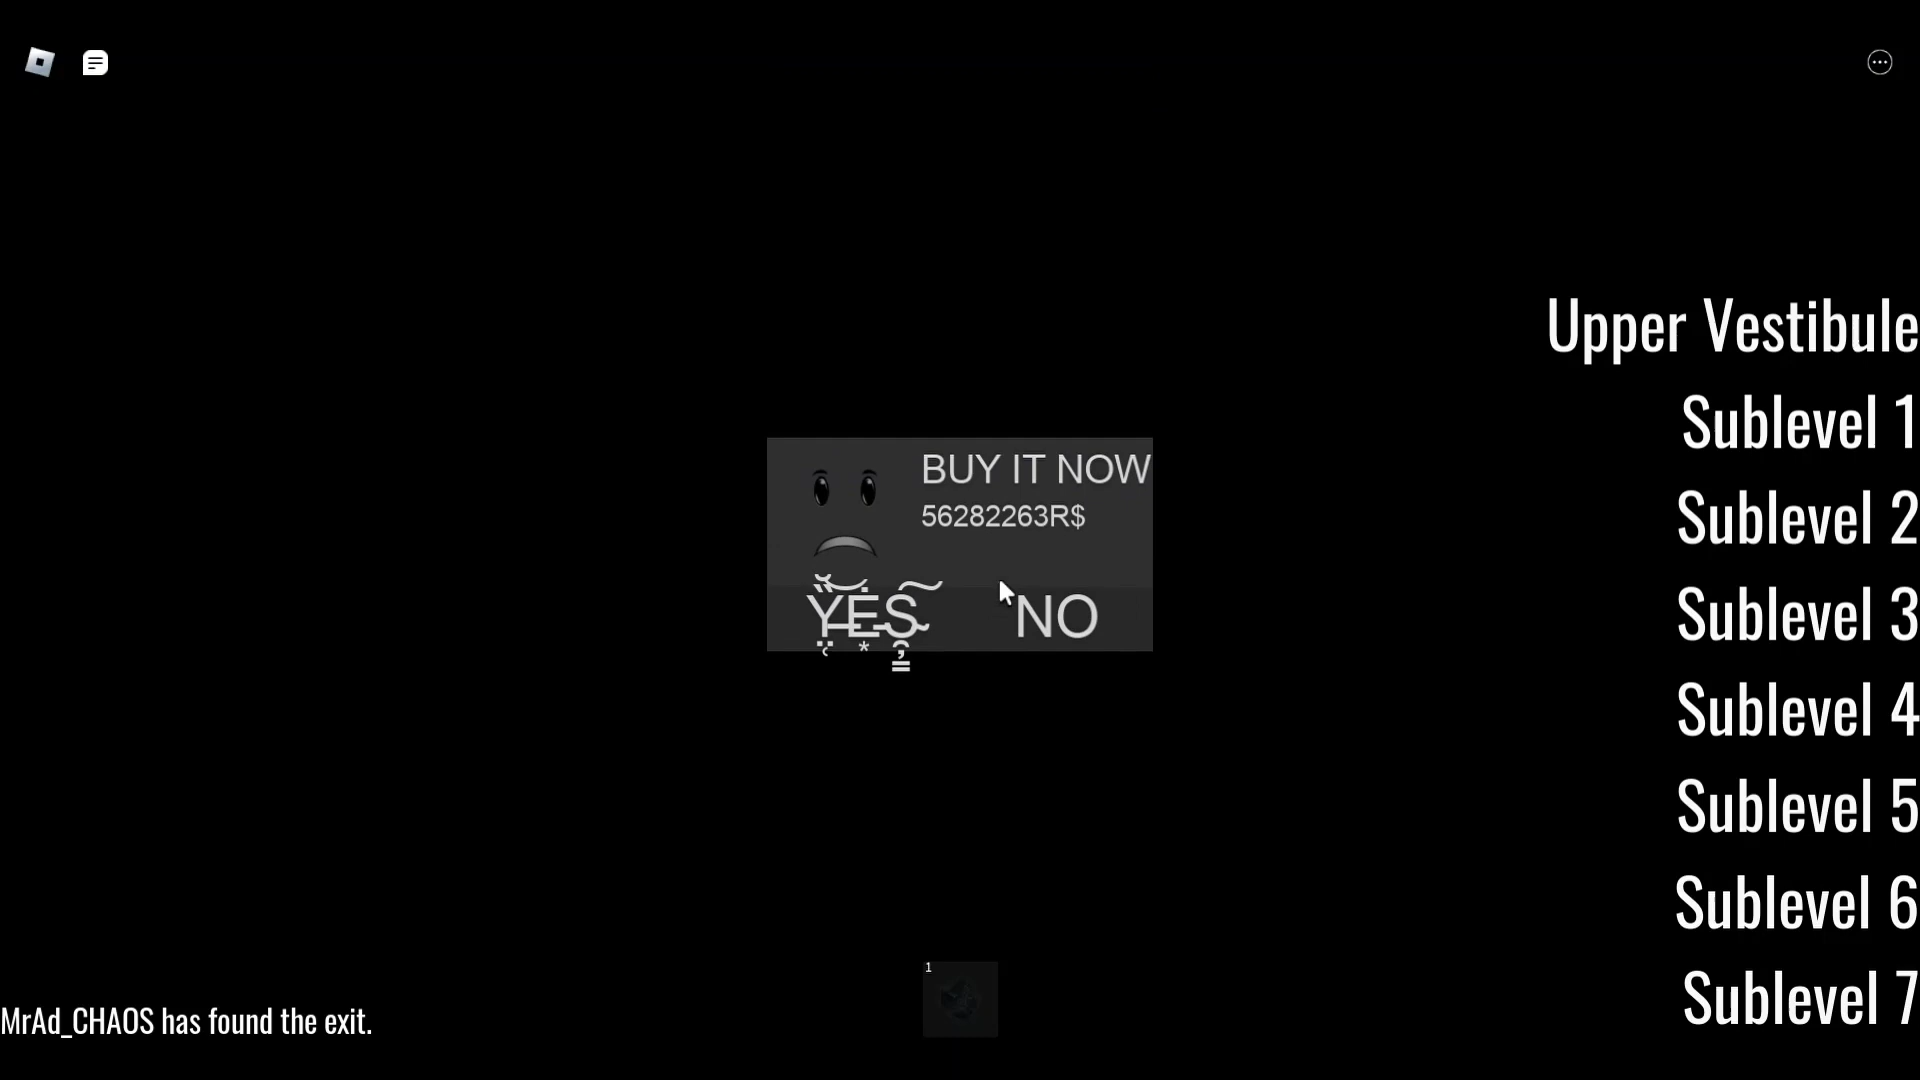 BUY IT NOW
56282263R$
YES
NO
Upper Vestibule
Sublevel 1
Sublevel 2
Sublevel 3
Sublevel 4
Sublevel 5
Sublevel 6
Sublevel 7
1
MrAd_CHAOS has found the exit.